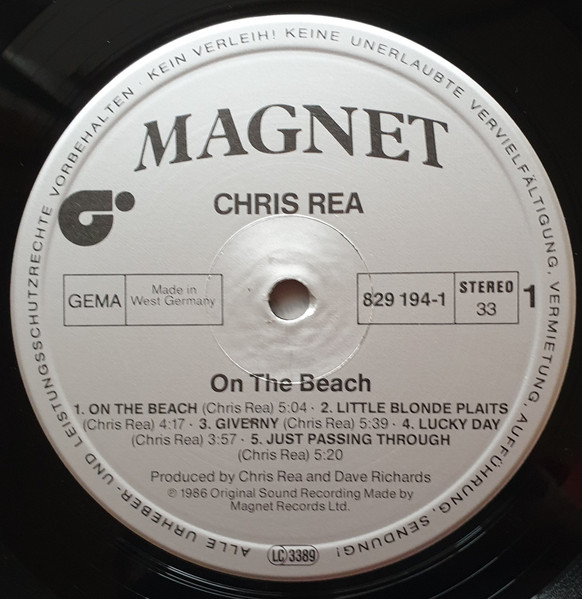 ALLE URHEBER- UND LEISTUNGSSCHUTZRECHTE VORBEHALTEN · KEIN VERLEIH! KEINE UNERLAUBTE VERVIELFÄLTIGUNG, VERMIETUNG, AUFFÜHRUNG, SENDUNG!
MAGNET
CHRIS REA
GEMA
Made in
West Germany
829 194-1
STEREO
33
1
On The Beach
1. ON THE BEACH (Chris Rea) 5:04 · 2. LITTLE BLONDE PLAITS
(Chris Rea) 4:17 · 3. GIVERNY (Chris Rea) 5:39 · 4. LUCKY DAY
(Chris Rea) 3:57 · 5. JUST PASSING THROUGH
(Chris Rea) 5:20
Produced by Chris Rea and Dave Richards
℗ 1986 Original Sound Recording Made by
Magnet Records Ltd.
LC 3389